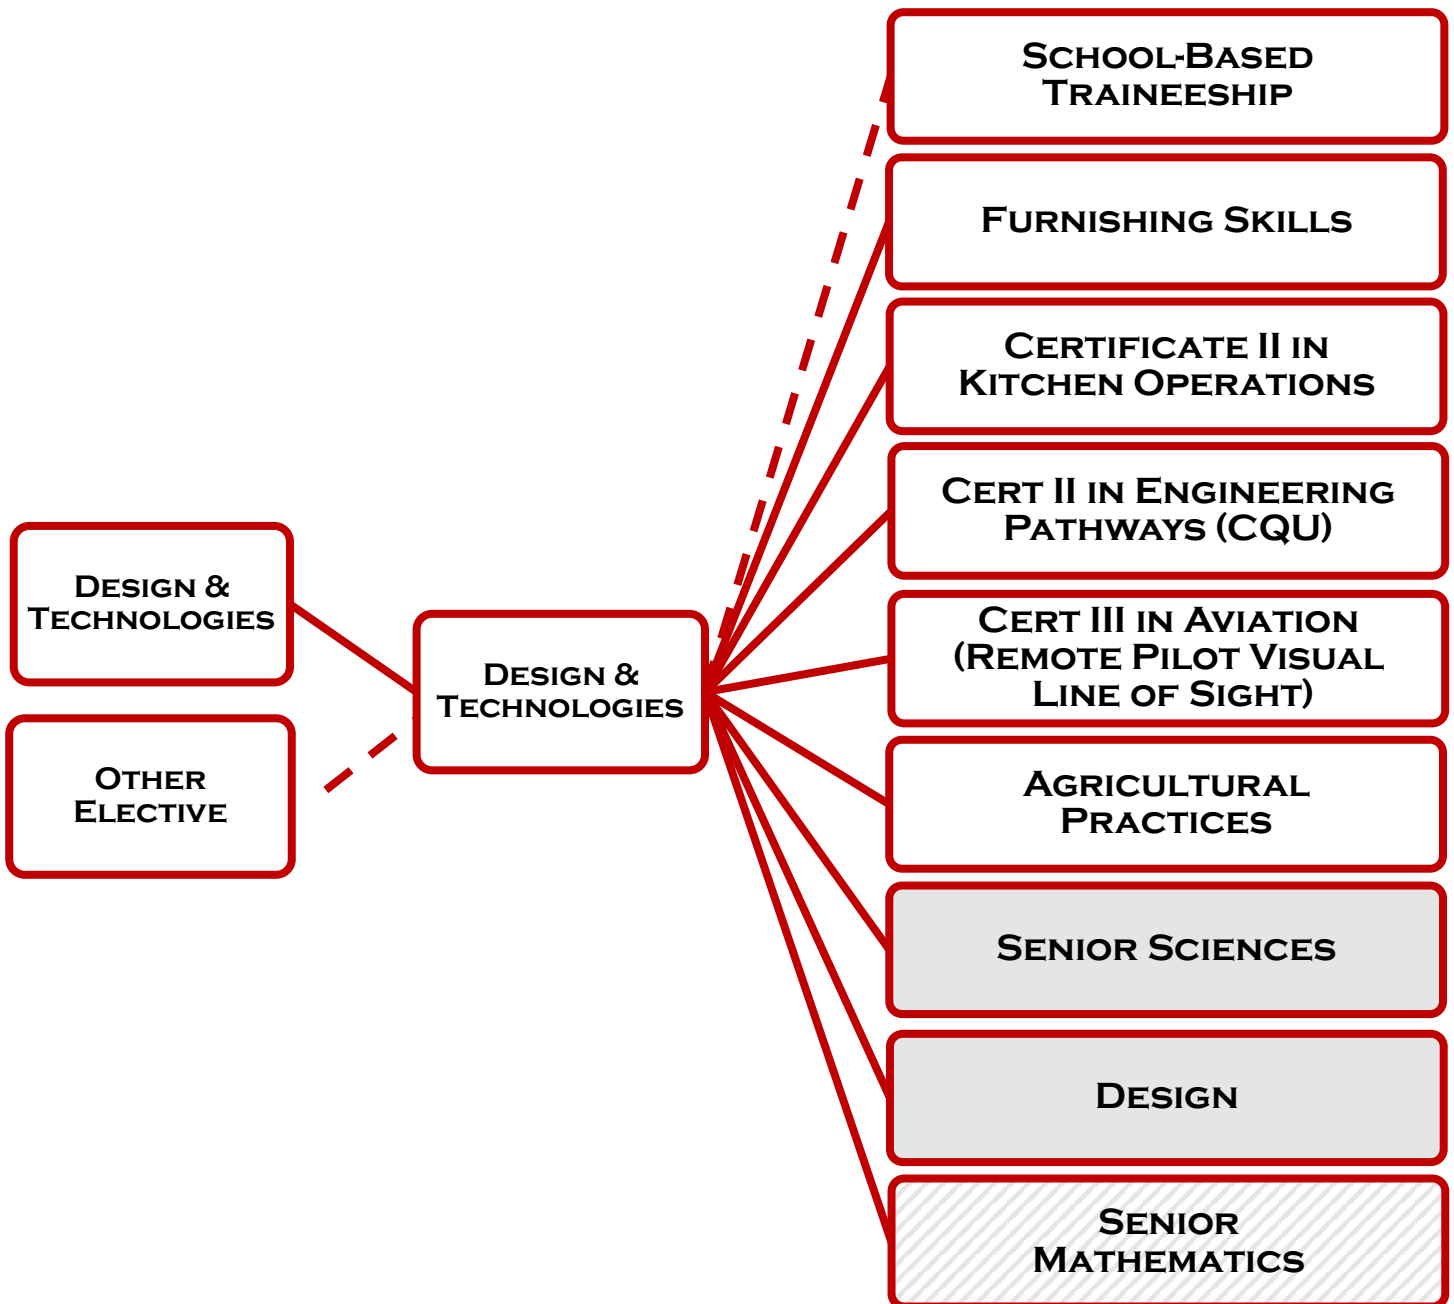 School-Based
Traineeship
Furnishing Skills
Certificate II in
Kitchen Operations
Cert II in Engineering
Pathways (CQU)
Design &
Technologies
Cert III in Aviation
(Remote Pilot Visual
Line of Sight)
Design &
Technologies
Other
Elective
Agricultural
Practices
Senior Sciences
Design
Senior
Mathematics